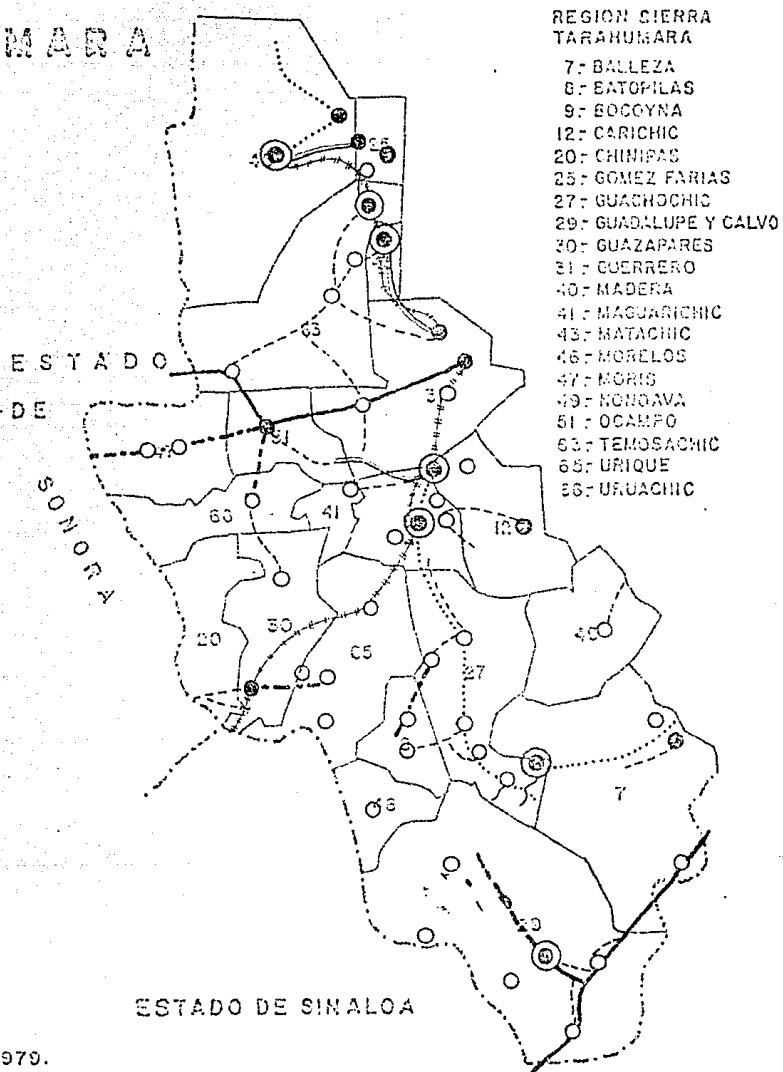 MARA
REGION SIERRA
TARAHUMARA
7.- BALLEZA
8.- BATOPILAS
9.- BOCOYNA
12.- CARICHIC
20.- CHINIPAS
25.- GOMEZ FARIAS
27.- GUACHOCHIC
29.- GUADALUPE Y CALVO
30.- GUAZAPARES
31.- GUERRERO
40.- MADERA
41.- MAGUARICHIC
43.- MATACHIC
46.- MORELOS
47.- MORIS
49.- NONOAVA
51.- OCAMPO
63.- TEMOSACHIC
65.- URIQUE
66.- URUACHIC
63
ESTADO
DE
SONORA
51
66
41
12
20
30
65
49
27
7
46
ESTADO DE SINALOA
979.